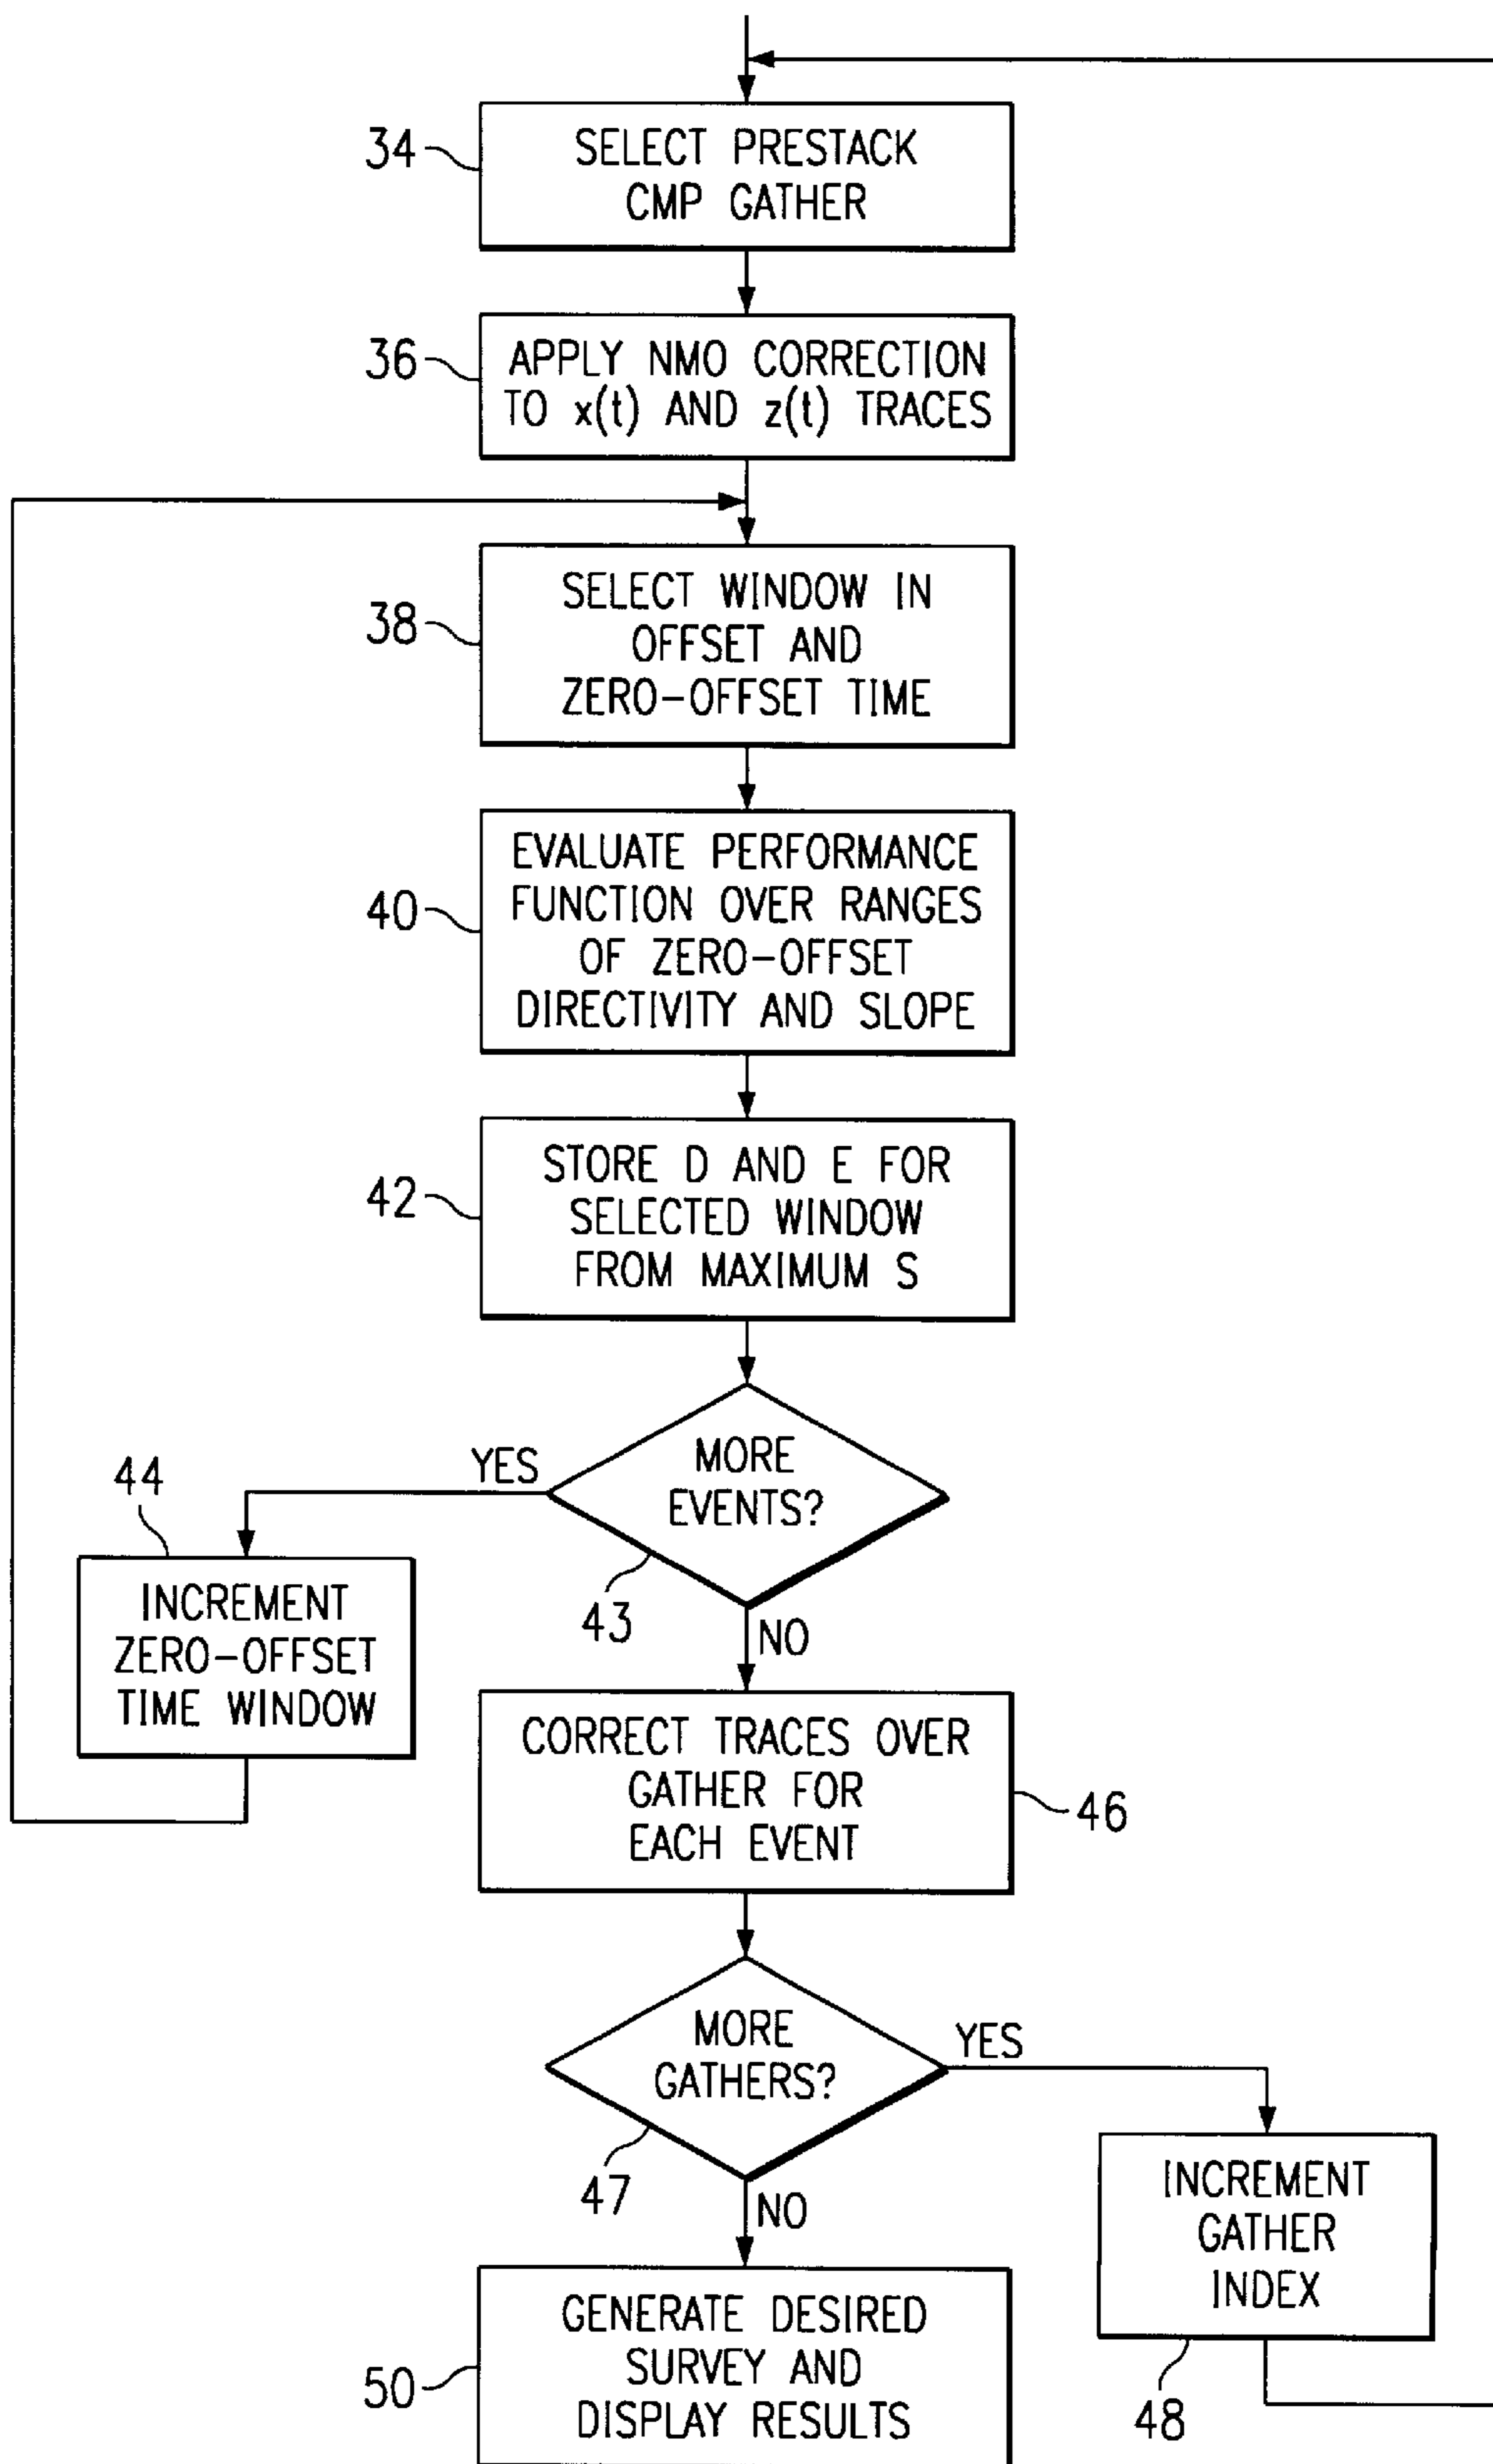 34
SELECT PRESTACK
CMP GATHER
36
APPLY NMO CORRECTION
TO x(t) AND z(t) TRACES
38
SELECT WINDOW IN
OFFSET AND
ZERO-OFFSET TIME
40
EVALUATE PERFORMANCE
FUNCTION OVER RANGES
OF ZERO-OFFSET
DIRECTIVITY AND SLOPE
42
STORE D AND E FOR
SELECTED WINDOW
FROM MAXIMUM S
MORE
EVENTS?
43
YES
44
INCREMENT
ZERO-OFFSET
TIME WINDOW
NO
CORRECT TRACES OVER
GATHER FOR
EACH EVENT
46
MORE
GATHERS?
47
YES
INCREMENT
GATHER
INDEX
48
NO
50
GENERATE DESIRED
SURVEY AND
DISPLAY RESULTS